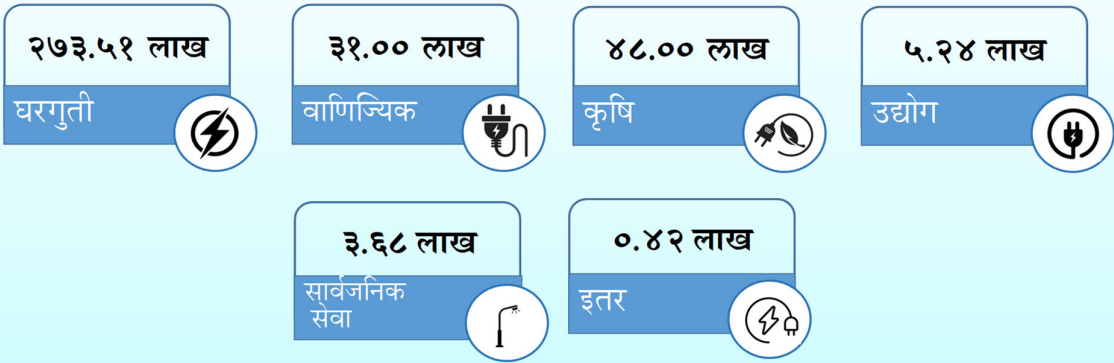 २७३.५१ लाख
घरगुती
३१.०० लाख
वाणिज्यिक
४८.०० लाख
कृषि
५.२४ लाख
उद्योग
३.६८ लाख
सार्वजनिक
सेवा
०.४२ लाख
इतर